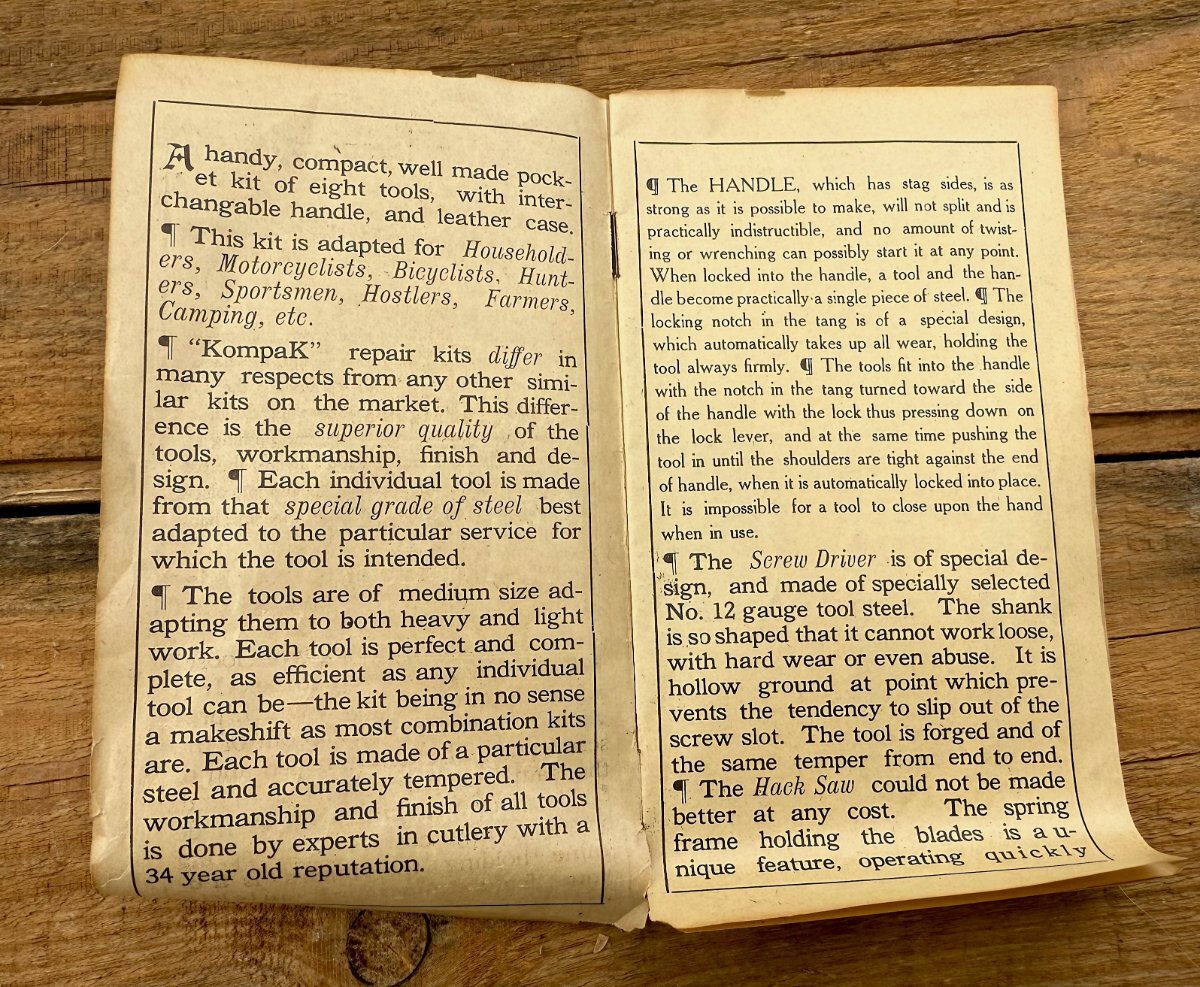 A handy, compact, well made pock-
et kit of eight tools, with inter-
changable handle, and leather case.
¶ This kit is adapted for Household-
ers, Motorcyclists, Bicyclists, Hunt-
ers, Sportsmen, Hostlers, Farmers,
Camping, etc.
¶ “KompaK” repair kits differ in
many respects from any other simi-
lar kits on the market. This differ-
ence is the superior quality of the
tools, workmanship, finish and de-
sign. ¶ Each individual tool is made
from that special grade of steel best
adapted to the particular service for
which the tool is intended.
¶ The tools are of medium size ad-
apting them to both heavy and light
work. Each tool is perfect and com-
plete, as efficient as any individual
tool can be—the kit being in no sense
a makeshift as most combination kits
are. Each tool is made of a particular
steel and accurately tempered. The
workmanship and finish of all tools
is done by experts in cutlery with a
34 year old reputation.
¶ The HANDLE, which has stag sides, is as
strong as it is possible to make, will not split and is
practically indistructible, and no amount of twist-
ing or wrenching can possibly start it at any point.
When locked into the handle, a tool and the han-
dle become practically a single piece of steel. ¶ The
locking notch in the tang is of a special design,
which automatically takes up all wear, holding the
tool always firmly. ¶ The tools fit into the handle
with the notch in the tang turned toward the side
of the handle with the lock thus pressing down on
the lock lever, and at the same time pushing the
tool in until the shoulders are tight against the end
of handle, when it is automatically locked into place.
It is impossible for a tool to close upon the hand
when in use.
¶ The Screw Driver is of special de-
sign, and made of specially selected
No. 12 gauge tool steel. The shank
is so shaped that it cannot work loose,
with hard wear or even abuse. It is
hollow ground at point which pre-
vents the tendency to slip out of the
screw slot. The tool is forged and of
the same temper from end to end.
¶ The Hack Saw could not be made
better at any cost. The spring
frame holding the blades is a u-
nique feature, operating quickly